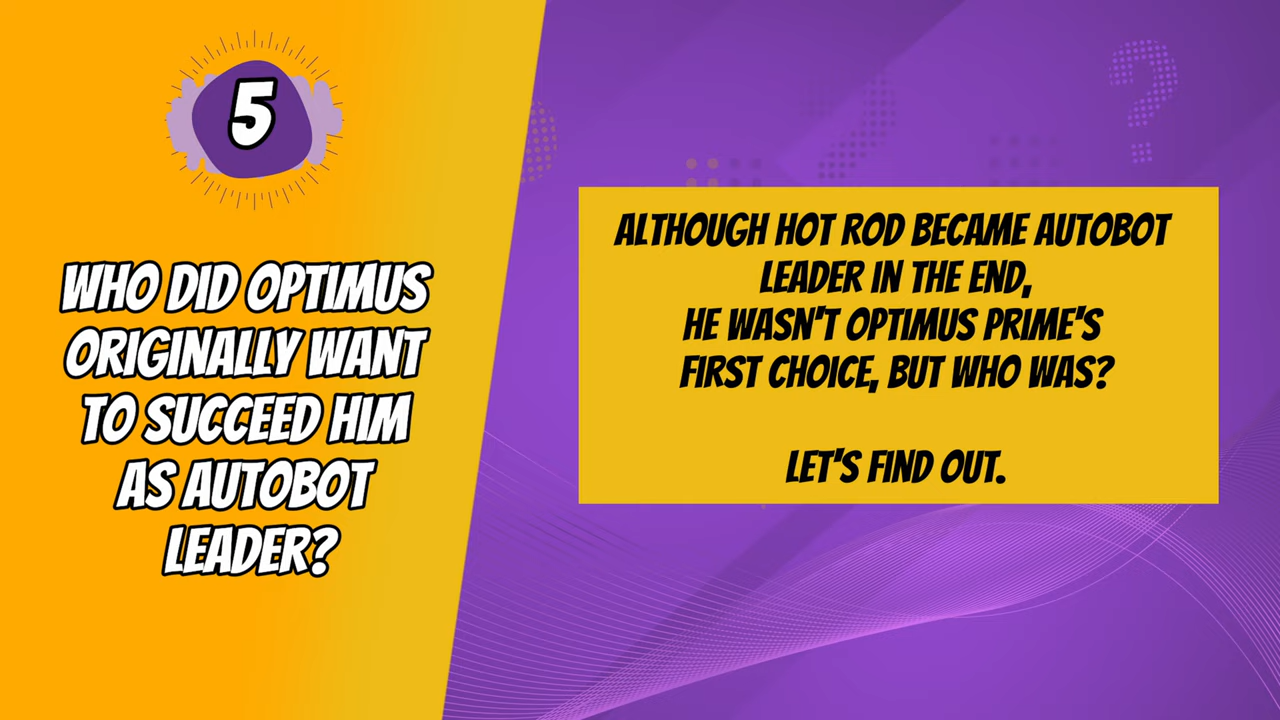 5
WHO DID OPTIMUS
ORIGINALLY WANT
TO SUCCEED HIM
AS AUTOBOT
LEADER?
ALTHOUGH HOT ROD BECAME AUTOBOT
LEADER IN THE END,
HE WASN'T OPTIMUS PRIME'S
FIRST CHOICE, BUT WHO WAS?
LET'S FIND OUT.